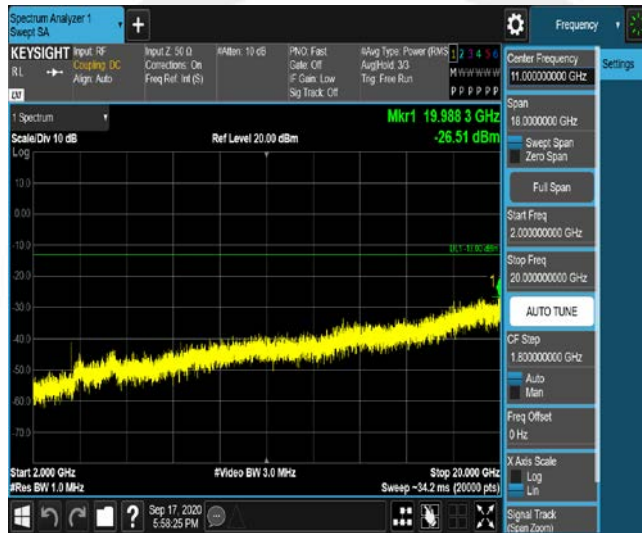 Spectrum Analyzer 1
Swept SA
+
Frequency
KEYSIGHT
RL
LXI
Input: RF
Coupling: DC
Align: Auto
Input Z: 50 Ω
Corrections: On
Freq Ref: Int (S)
#Atten: 10 dB
PNO: Fast
Gate: Off
IF Gain: Low
Sig Track: Off
#Avg Type: Power (RMS
Avg|Hold: 3/3
Trig: Free Run
1 2 3 4 5 6
M W W W W W
P P P P P P
1 Spectrum
Scale/Div 10 dB
Log
Ref Level 20.00 dBm
Mkr1 19.988 3 GHz
-26.51 dBm
10.0
0.00
-10.0
-20.0
-30.0
-40.0
-50.0
-60.0
-70.0
DL1 -13.00 dBm
1
Start 2.000 GHz
#Res BW 1.0 MHz
#Video BW 3.0 MHz
Stop 20.000 GHz
Sweep ~34.2 ms (20000 pts)
Sep 17, 2020
5:58:25 PM
?
Center Frequency
11.000000000 GHz
Settings
Span
18.0000000 GHz
Swept Span
Zero Span
Full Span
Start Freq
2.000000000 GHz
Stop Freq
20.000000000 GHz
AUTO TUNE
CF Step
1.800000000 GHz
Auto
Man
Freq Offset
0 Hz
X Axis Scale
Log
Lin
Signal Track
(Span Zoom)